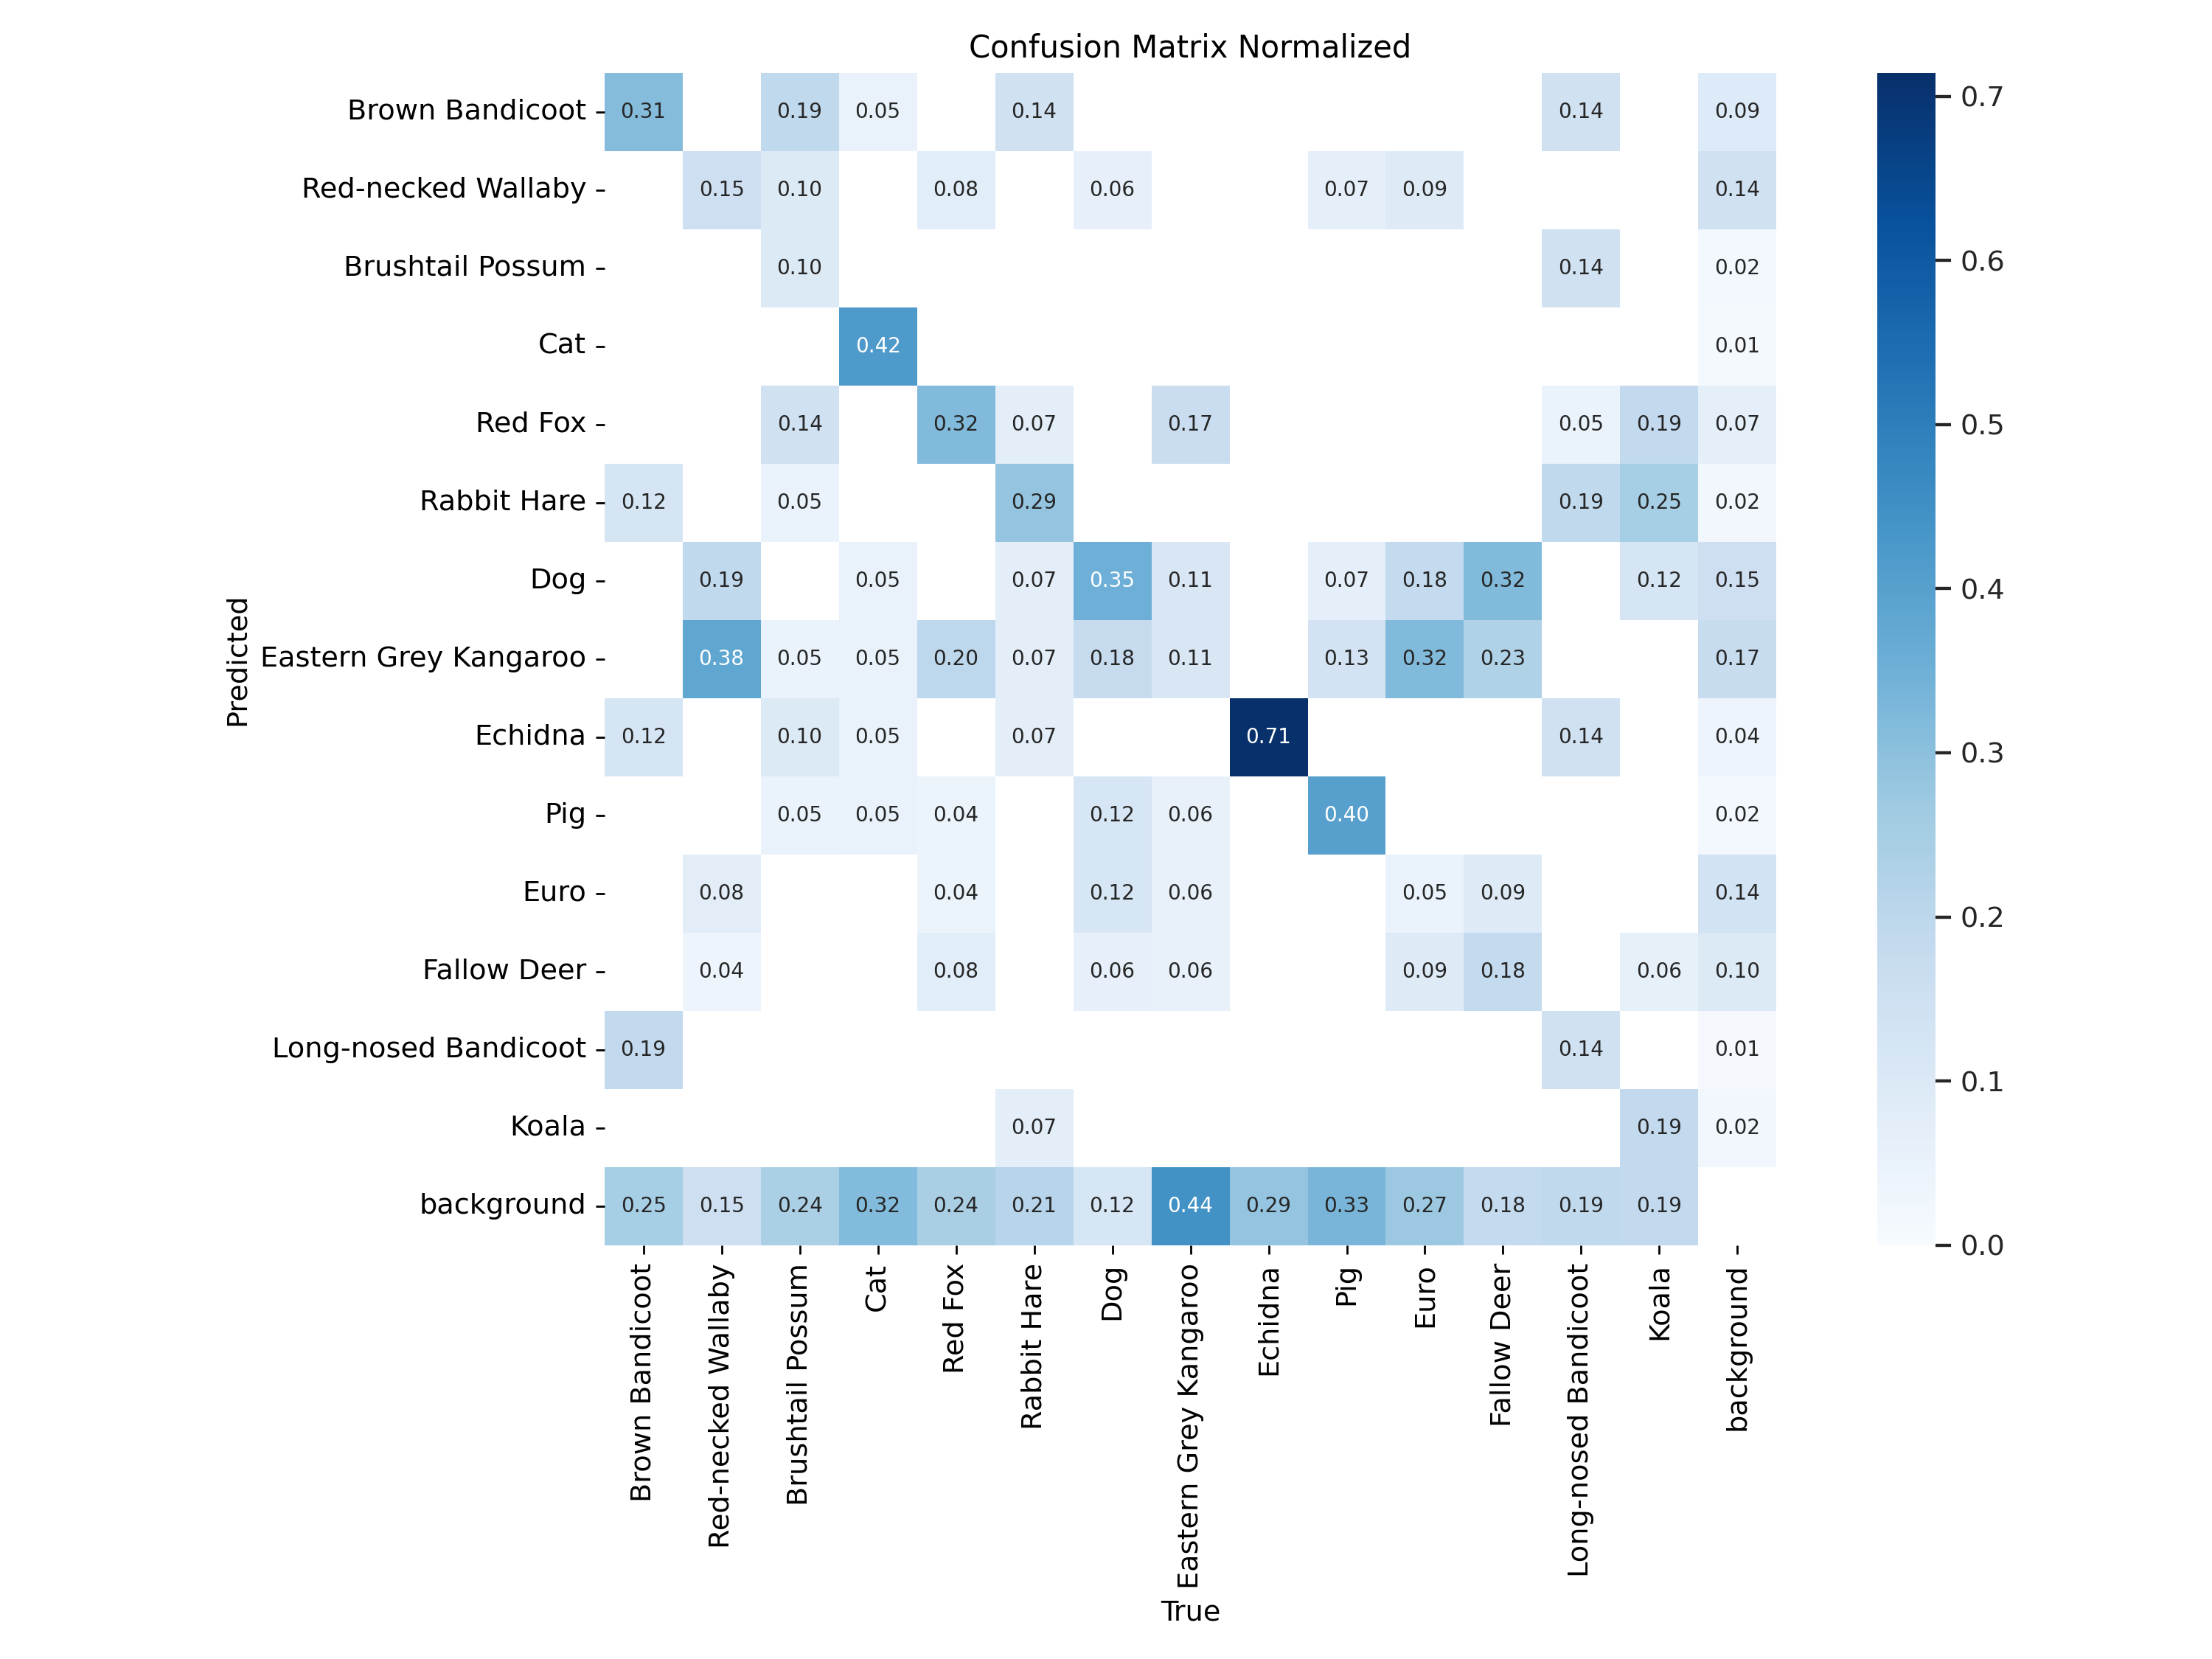 Confusion Matrix Normalized
Brown Bandicoot 0.31 0.19 0.05 0.14 0.14 0.09
Red-necked Wallaby 0.15 0.10 0.08 0.06 0.07 0.09 0.14
Brushtail Possum 0.10 0.14 0.02
Cat 0.42 0.01
Red Fox 0.14 0.32 0.07 0.17 0.05 0.19 0.07
Rabbit Hare 0.12 0.05 0.29 0.19 0.25 0.02
Dog 0.19 0.05 0.07 0.35 0.11 0.07 0.18 0.32 0.12 0.15
Eastern Grey Kangaroo 0.38 0.05 0.05 0.20 0.07 0.18 0.11 0.13 0.32 0.23 0.17
Echidna 0.12 0.10 0.05 0.07 0.71 0.14 0.04
Pig 0.05 0.05 0.04 0.12 0.06 0.40 0.02
Euro 0.08 0.04 0.12 0.06 0.05 0.09 0.14
Fallow Deer 0.04 0.08 0.06 0.06 0.09 0.18 0.06 0.10
Long-nosed Bandicoot 0.19 0.14 0.01
Koala 0.07 0.19 0.02
background 0.25 0.15 0.24 0.32 0.24 0.21 0.12 0.44 0.29 0.33 0.27 0.18 0.19 0.19
Predicted
Brown Bandicoot
Red-necked Wallaby
Brushtail Possum
Cat
Red Fox
Rabbit Hare
Dog
Eastern Grey Kangaroo
Echidna
Pig
Euro
Fallow Deer
Long-nosed Bandicoot
Koala
background
True
0.7
0.6
0.5
0.4
0.3
0.2
0.1
0.0